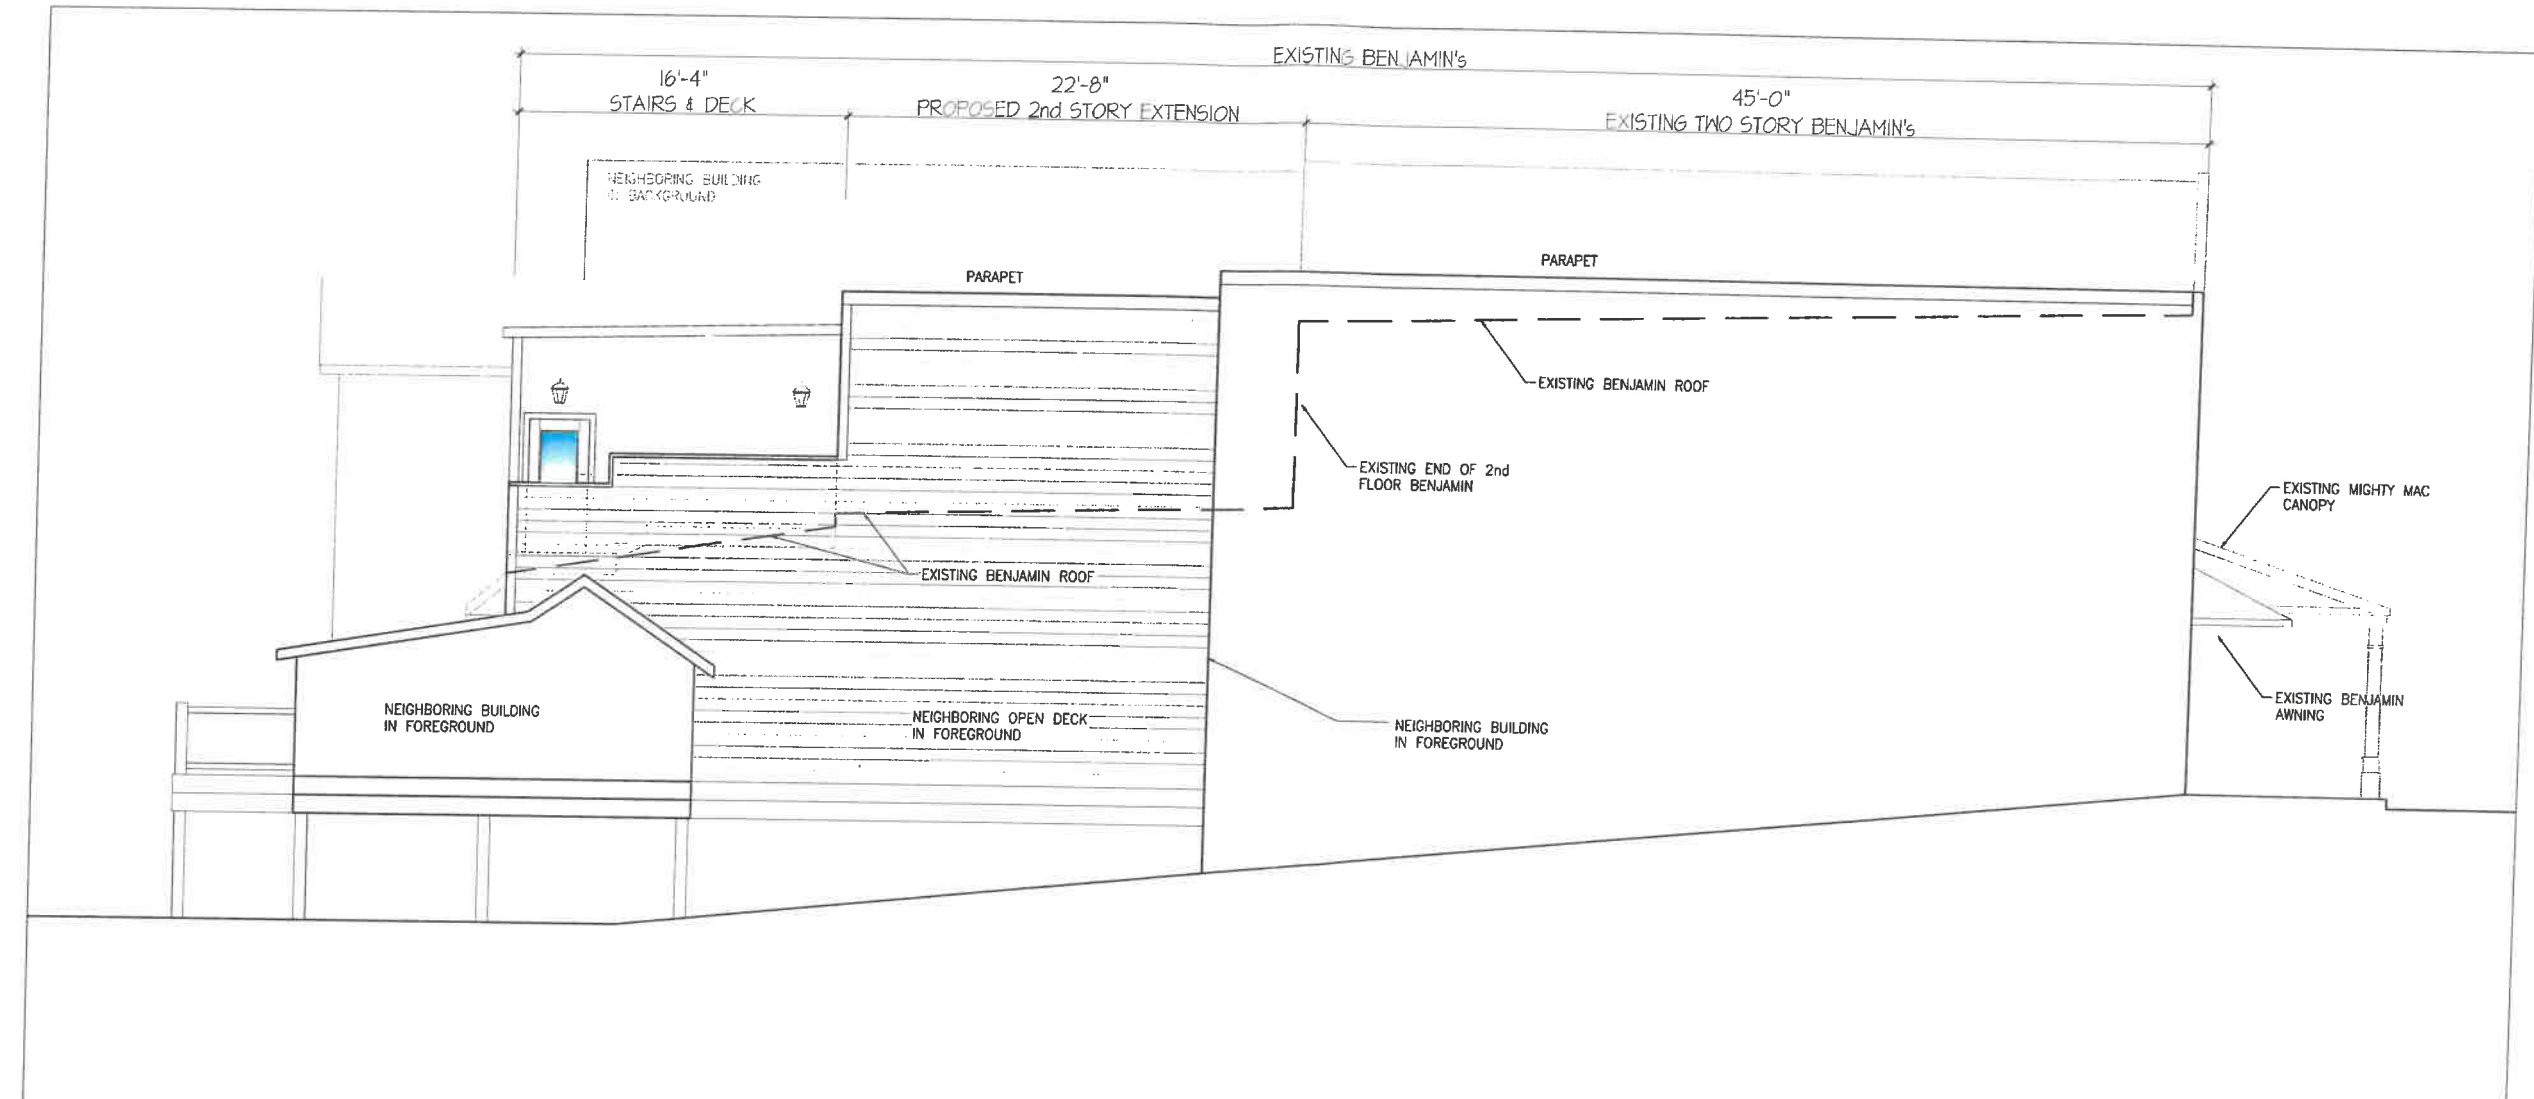 EXISTING BENJAMIN's
16'-4"
STAIRS & DECK
22'-8"
PROPOSED 2nd STORY EXTENSION
45'-0"
EXISTING TWO STORY BENJAMIN's
NEIGHBORING BUILDING
IN BACKGROUND
PARAPET
PARAPET
EXISTING BENJAMIN ROOF
EXISTING END OF 2nd
FLOOR BENJAMIN
EXISTING MIGHTY MAC
CANOPY
EXISTING BENJAMIN ROOF
NEIGHBORING BUILDING
IN FOREGROUND
NEIGHBORING OPEN DECK
IN FOREGROUND
NEIGHBORING BUILDING
IN FOREGROUND
EXISTING BENJAMIN
AWNING